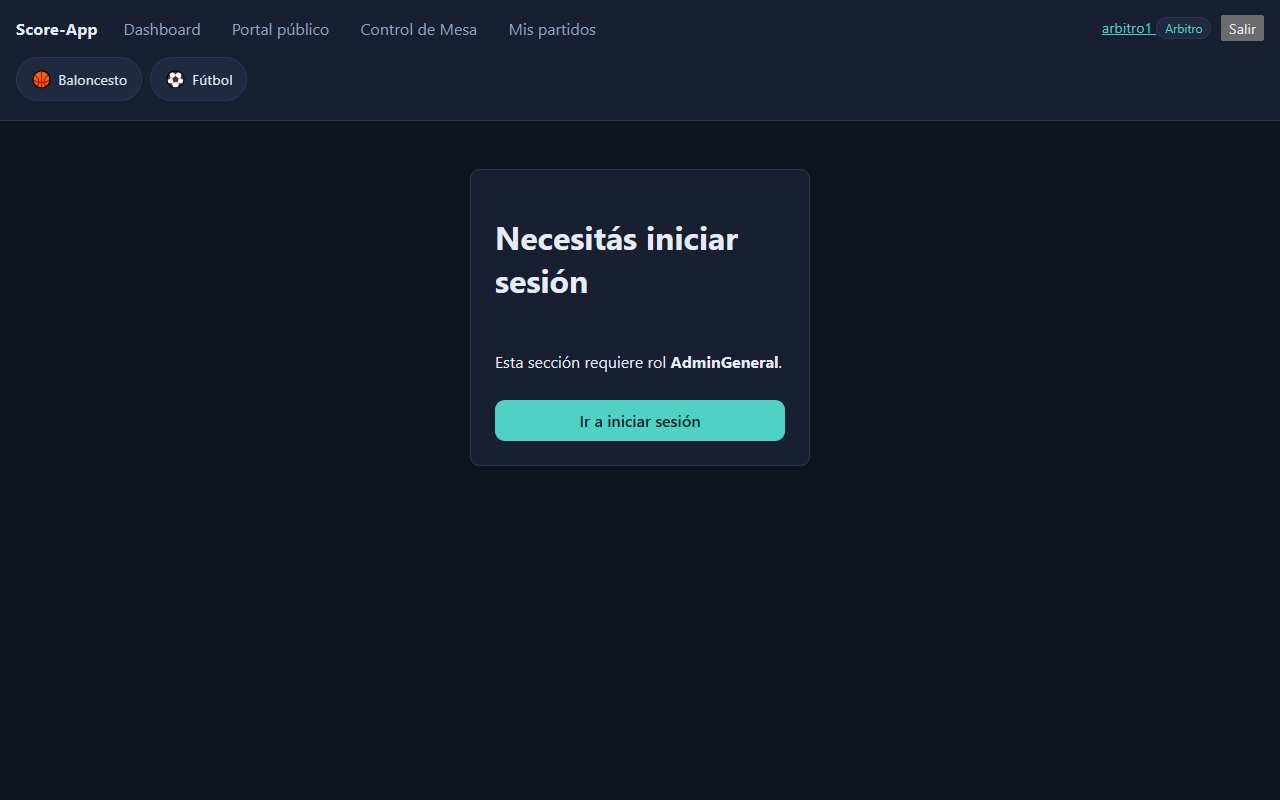 Score-App Dashboard Portal público Control de Mesa Mis partidos arbitro1 Arbitro Salir
Baloncesto Fútbol
Necesitás iniciar
sesión
Esta sección requiere rol AdminGeneral.
Ir a iniciar sesión